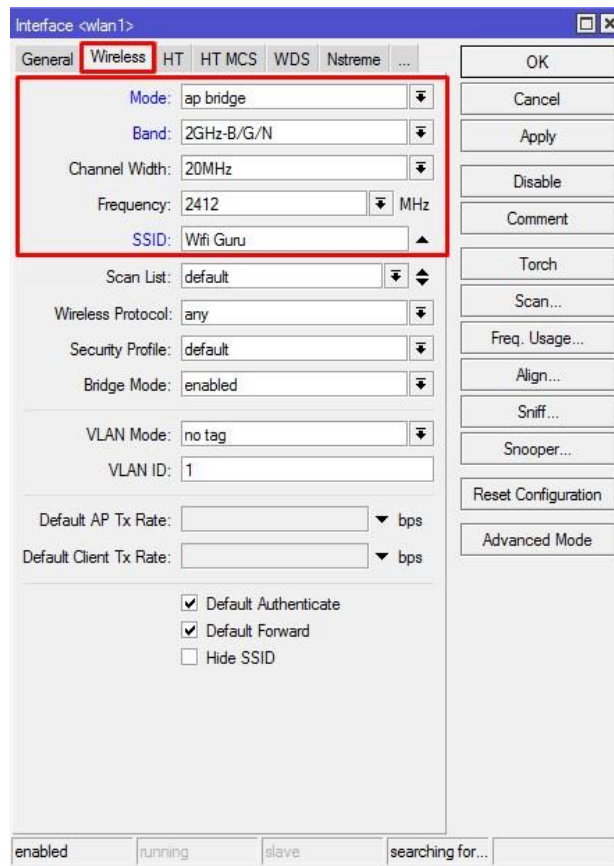 Interface <wlan1>
General Wireless HT HT MCS WDS Nstreme ...
Mode: ap bridge
Band: 2GHz-B/G/N
Channel Width: 20MHz
Frequency: 2412 MHz
SSID: Wifi Guru
Scan List: default
Wireless Protocol: any
Security Profile: default
Bridge Mode: enabled
VLAN Mode: no tag
VLAN ID: 1
Default AP Tx Rate: bps
Default Client Tx Rate: bps
Default Authenticate
Default Forward
Hide SSID
OK
Cancel
Apply
Disable
Comment
Torch
Scan...
Freq. Usage...
Align...
Sniff...
Snooper...
Reset Configuration
Advanced Mode
enabled running slave searching for...